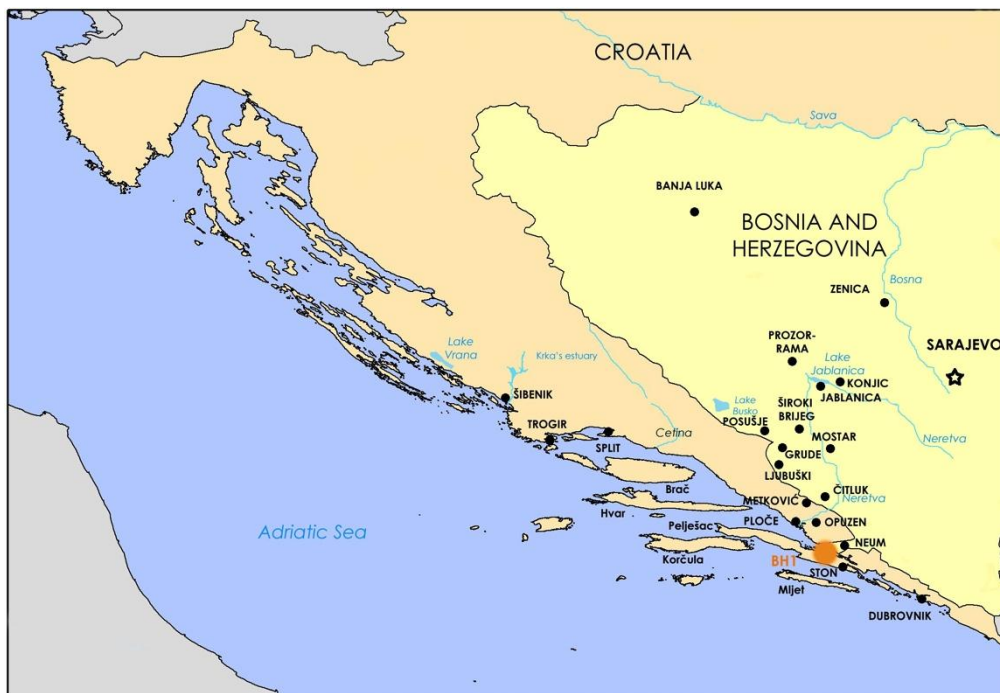 CROATIA
Sava
BANJA LUKA
BOSNIA AND
HERZEGOVINA
Bosna
ZENICA
PROZOR-
RAMA
SARAJEVO
Lake
Jablanica
Lake
Vrana
Krka's estuary
KONJIC
JABLANICA
ŠIBENIK
Lake
Busko
ŠIROKI
BRIJEG
POSUŠJE
TROGIR
SPLIT
Cetina
MOSTAR
Neretva
GRUDE
LJUBUŠKI
Brač
METKOVIĆ
ČITLUK
Neretva
Hvar
Pelješac
PLOČE
OPUZEN
Adriatic Sea
NEUM
Korčula
BH1
STON
Mljet
DUBROVNIK